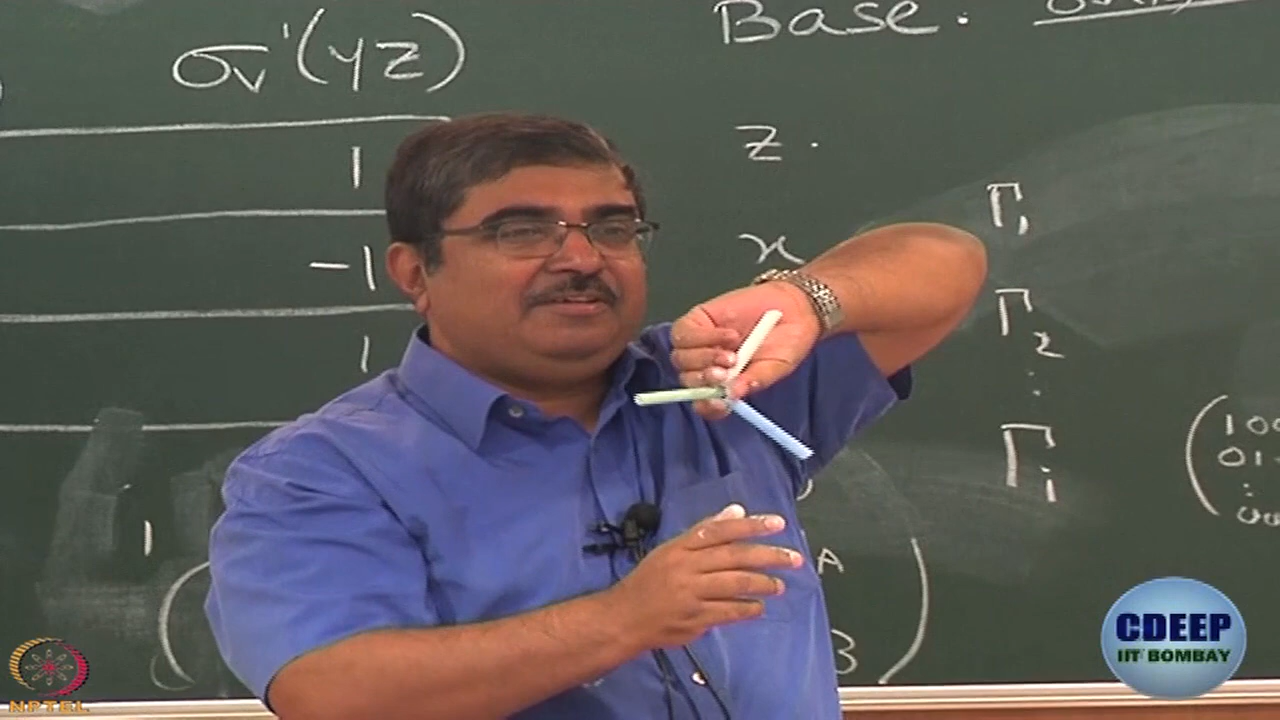 σv'(yz)
1
-1
1
1
Base:
z.
x
Γ1
Γ2
Γi
A
B
CDEEP
IIT BOMBAY
NPTEL